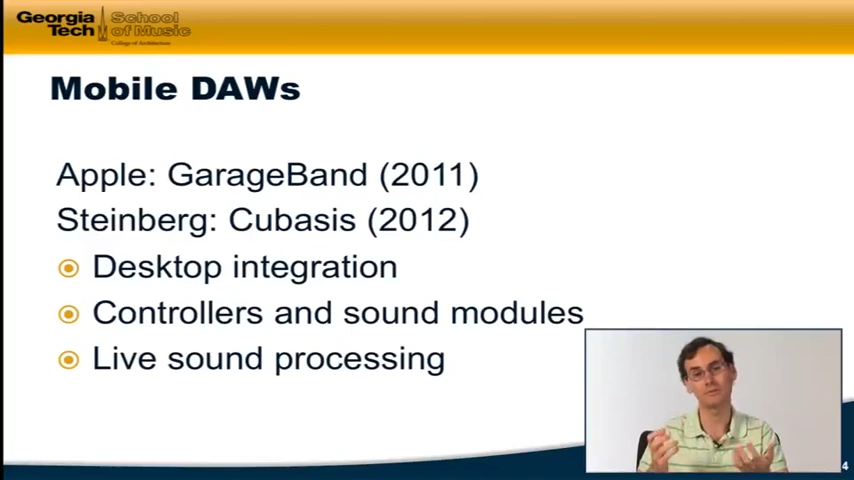 Georgia Tech
School of Music
College of Architecture
Mobile DAWs
Apple: GarageBand (2011)
Steinberg: Cubasis (2012)
Desktop integration
Controllers and sound modules
Live sound processing
4